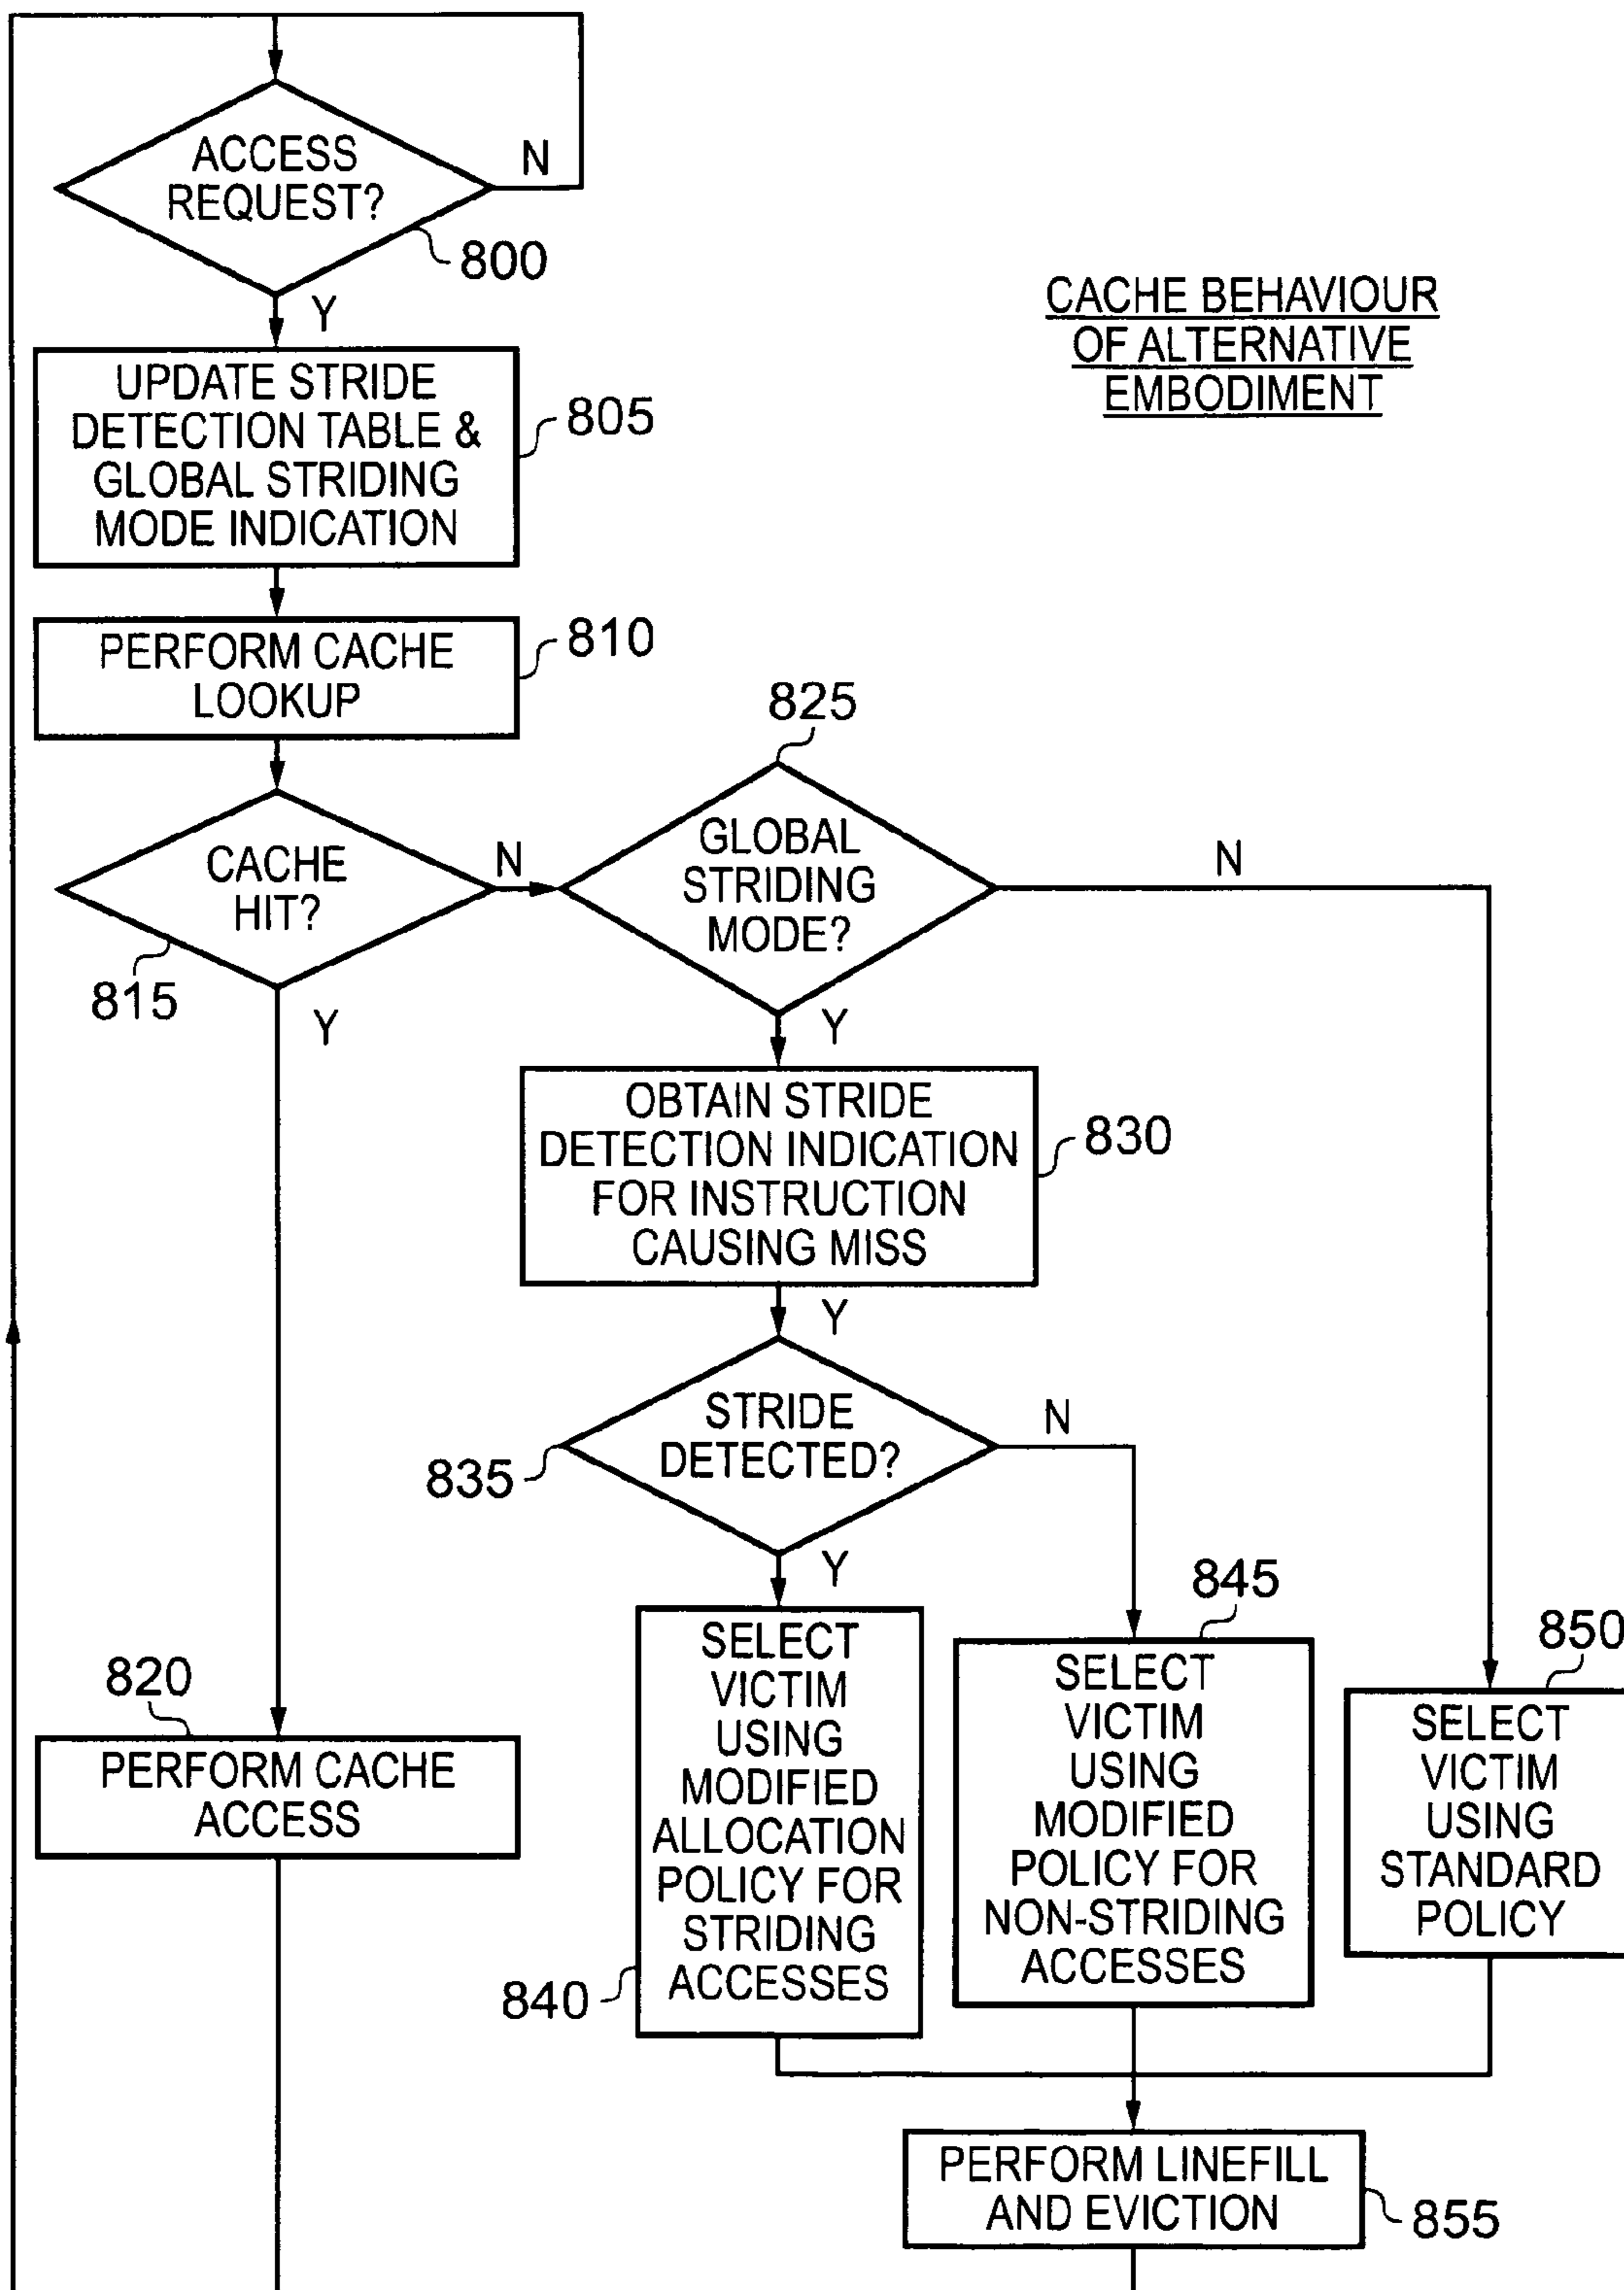 ACCESS
REQUEST?
N
800
Y
CACHE BEHAVIOUR
OF ALTERNATIVE
EMBODIMENT
UPDATE STRIDE
DETECTION TABLE &
GLOBAL STRIDING
MODE INDICATION
805
PERFORM CACHE
LOOKUP
810
825
CACHE
HIT?
N
815
Y
GLOBAL
STRIDING
MODE?
N
Y
OBTAIN STRIDE
DETECTION INDICATION
FOR INSTRUCTION
CAUSING MISS
830
Y
STRIDE
DETECTED?
N
835
Y
820
PERFORM CACHE
ACCESS
SELECT
VICTIM
USING
MODIFIED
ALLOCATION
POLICY FOR
STRIDING
ACCESSES
840
845
SELECT
VICTIM
USING
MODIFIED
POLICY FOR
NON-STRIDING
ACCESSES
850
SELECT
VICTIM
USING
STANDARD
POLICY
PERFORM LINEFILL
AND EVICTION
855